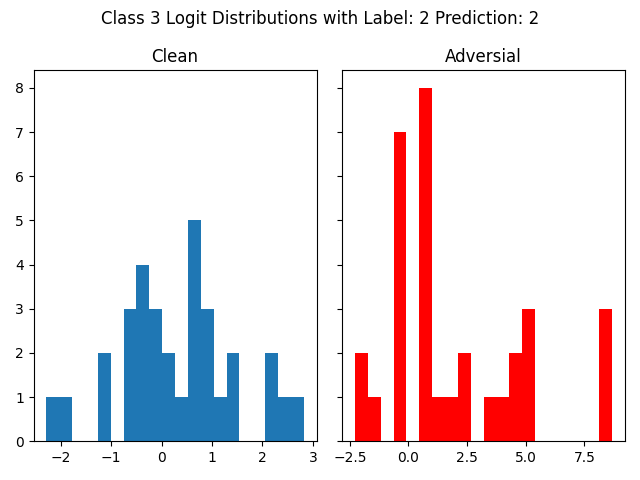 Class 3 Logit Distributions with Label: 2 Prediction: 2
Clean
Adversial
8
7
6
5
4
3
2
1
0
−2 −1 0 1 2 3
−2.5 0.0 2.5 5.0 7.5